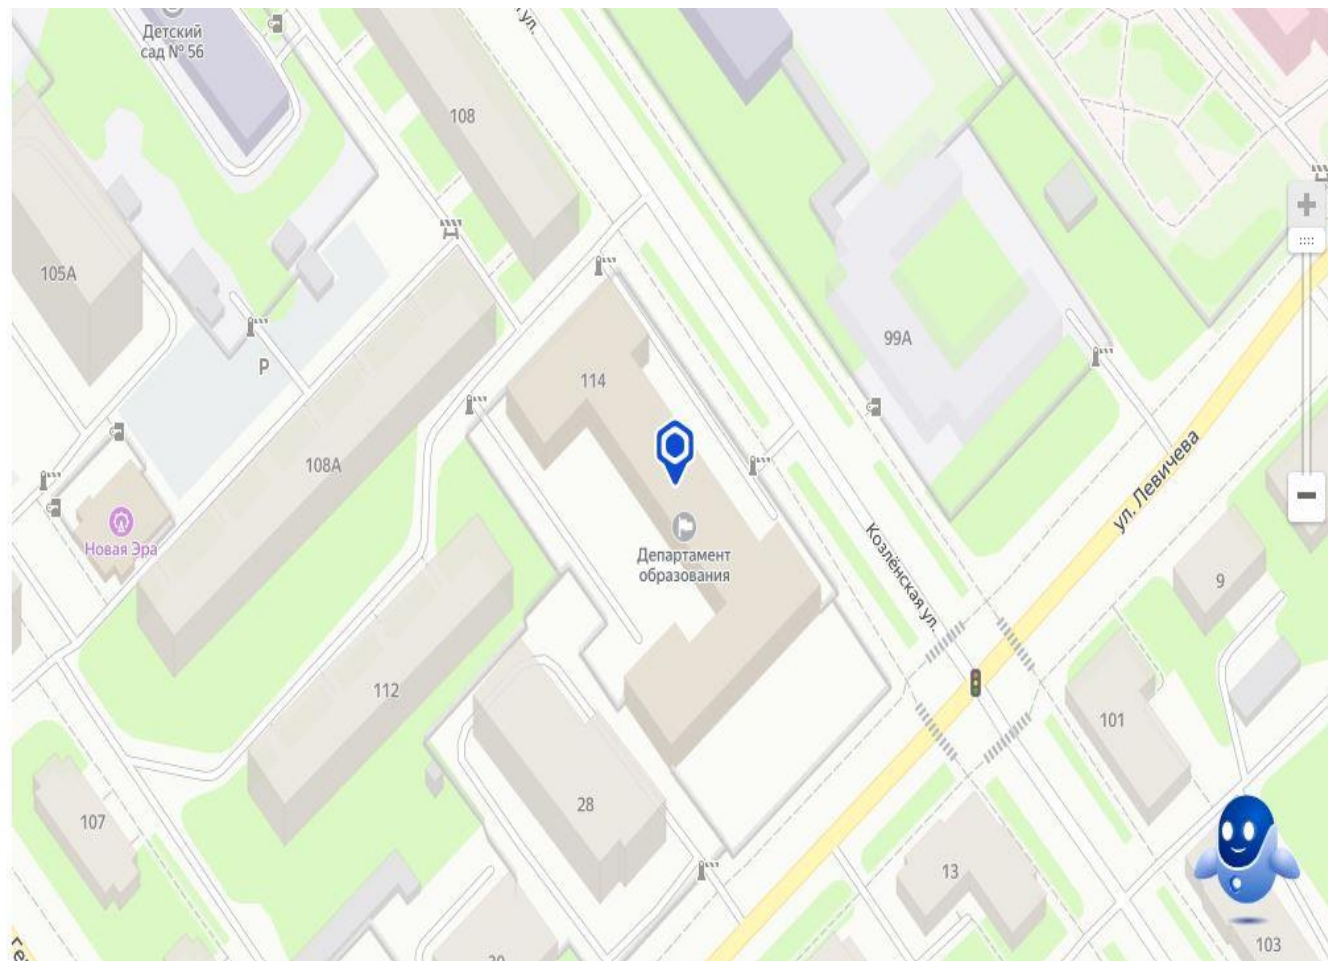 Детский
сад № 56
ул.
108
105А
99А
P
114
108А
ул. Левичева
Новая Эра
Департамент
образования
Козлёнская ул.
9
112
101
107
28
13
103